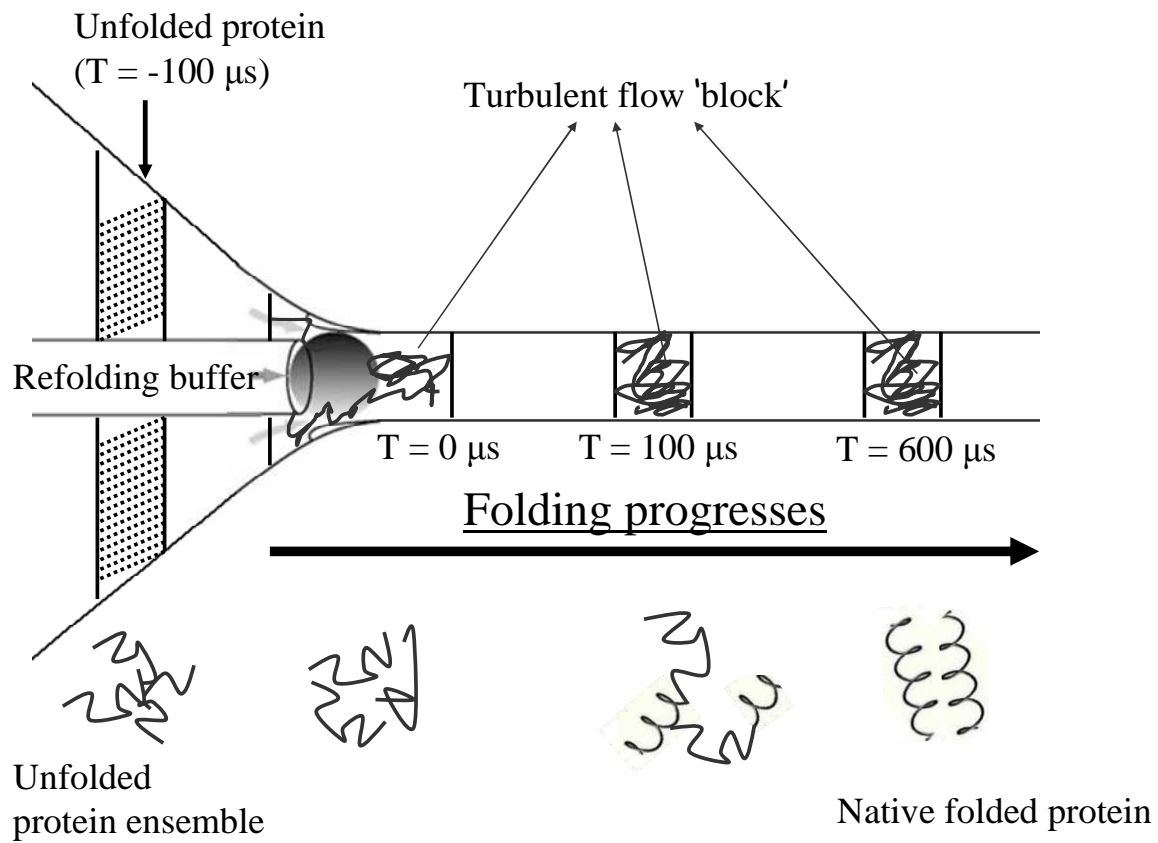 Unfolded protein
(T = -100 μs)
Turbulent flow 'block'
Refolding buffer
T = 0 μs
T = 100 μs
T = 600 μs
Folding progresses
Unfolded
protein ensemble
Native folded protein